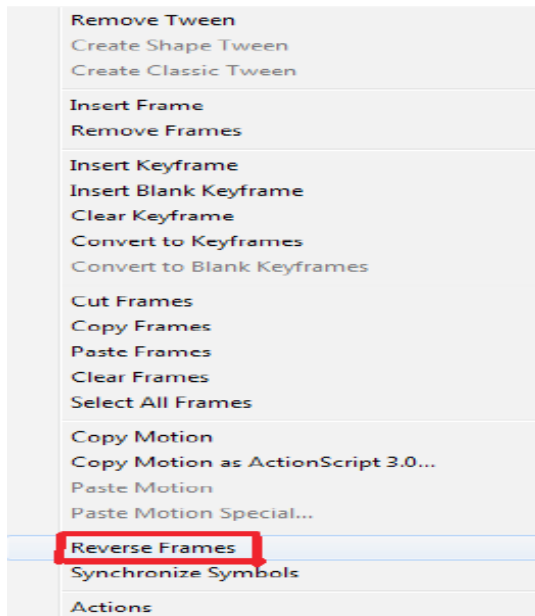 Remove Tween
Create Shape Tween
Create Classic Tween
Insert Frame
Remove Frames
Insert Keyframe
Insert Blank Keyframe
Clear Keyframe
Convert to Keyframes
Convert to Blank Keyframes
Cut Frames
Copy Frames
Paste Frames
Clear Frames
Select All Frames
Copy Motion
Copy Motion as ActionScript 3.0...
Paste Motion
Paste Motion Special...
Reverse Frames
Synchronize Symbols
Actions